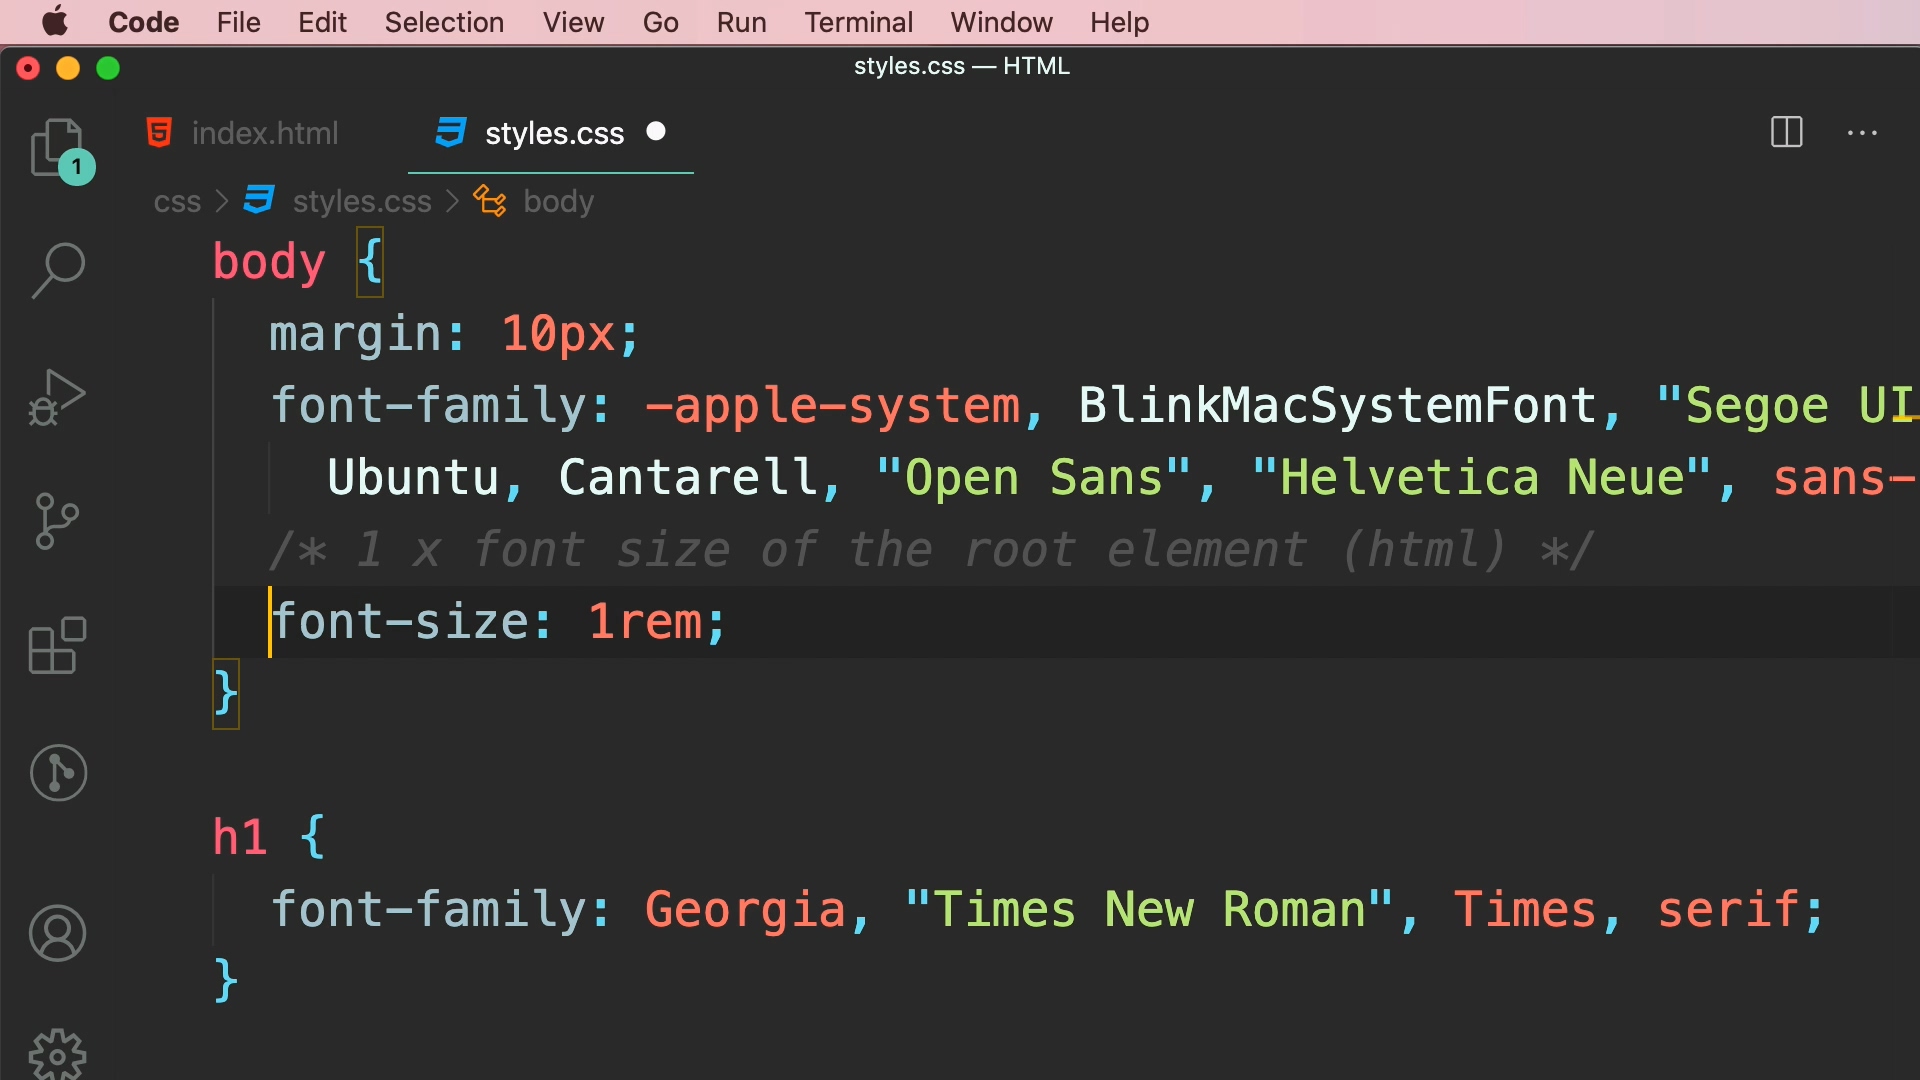 Code File Edit Selection View Go Run Terminal Window Help
styles.css — HTML
index.html styles.css
1
css > styles.css > body
body {
margin: 10px;
font-family: -apple-system, BlinkMacSystemFont, "Segoe UI
Ubuntu, Cantarell, "Open Sans", "Helvetica Neue", sans-
/* 1 x font size of the root element (html) */
font-size: 1rem;
}
h1 {
font-family: Georgia, "Times New Roman", Times, serif;
}